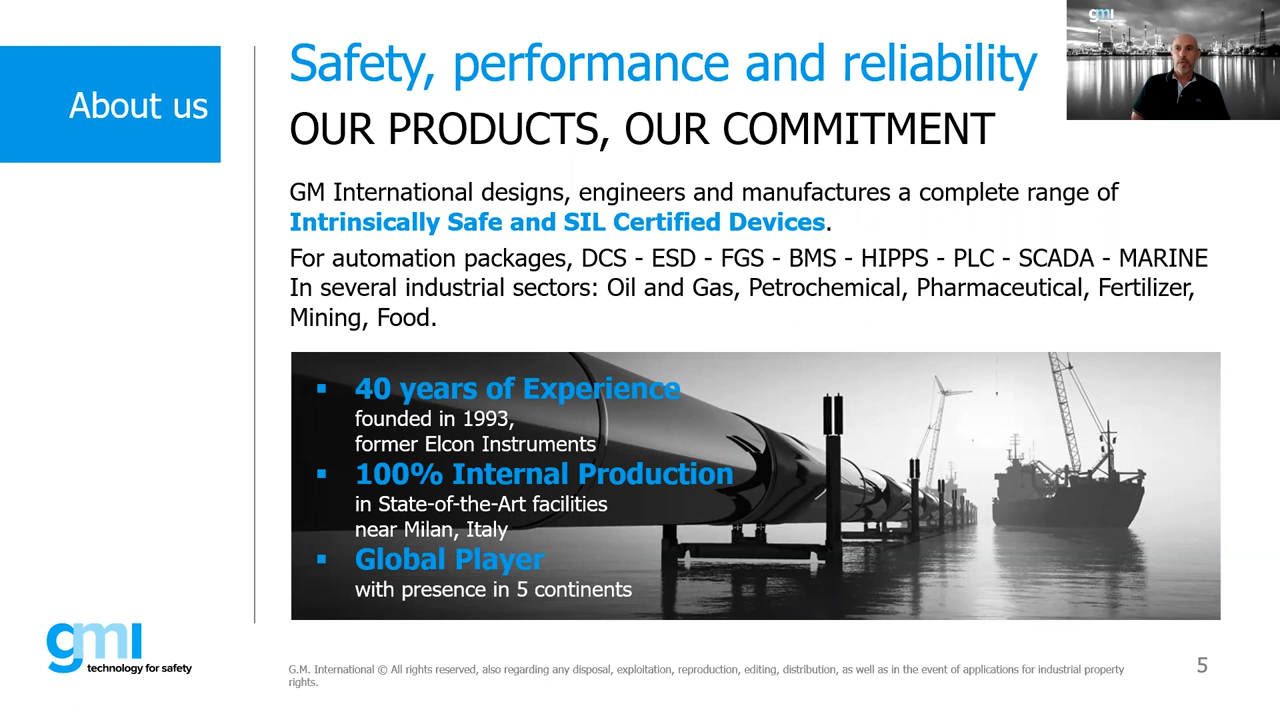 gmi
About us
Safety, performance and reliability
OUR PRODUCTS, OUR COMMITMENT
GM International designs, engineers and manufactures a complete range of
Intrinsically Safe and SIL Certified Devices.
For automation packages, DCS - ESD - FGS - BMS - HIPPS - PLC - SCADA - MARINE
In several industrial sectors: Oil and Gas, Petrochemical, Pharmaceutical, Fertilizer,
Mining, Food.
▪ 40 years of Experience
founded in 1993,
former Elcon Instruments
▪ 100% Internal Production
in State-of-the-Art facilities
near Milan, Italy
▪ Global Player
with presence in 5 continents
gmi
technology for safety
G.M. International © All rights reserved, also regarding any disposal, exploitation, reproduction, editing, distribution, as well as in the event of applications for industrial property
rights.
5